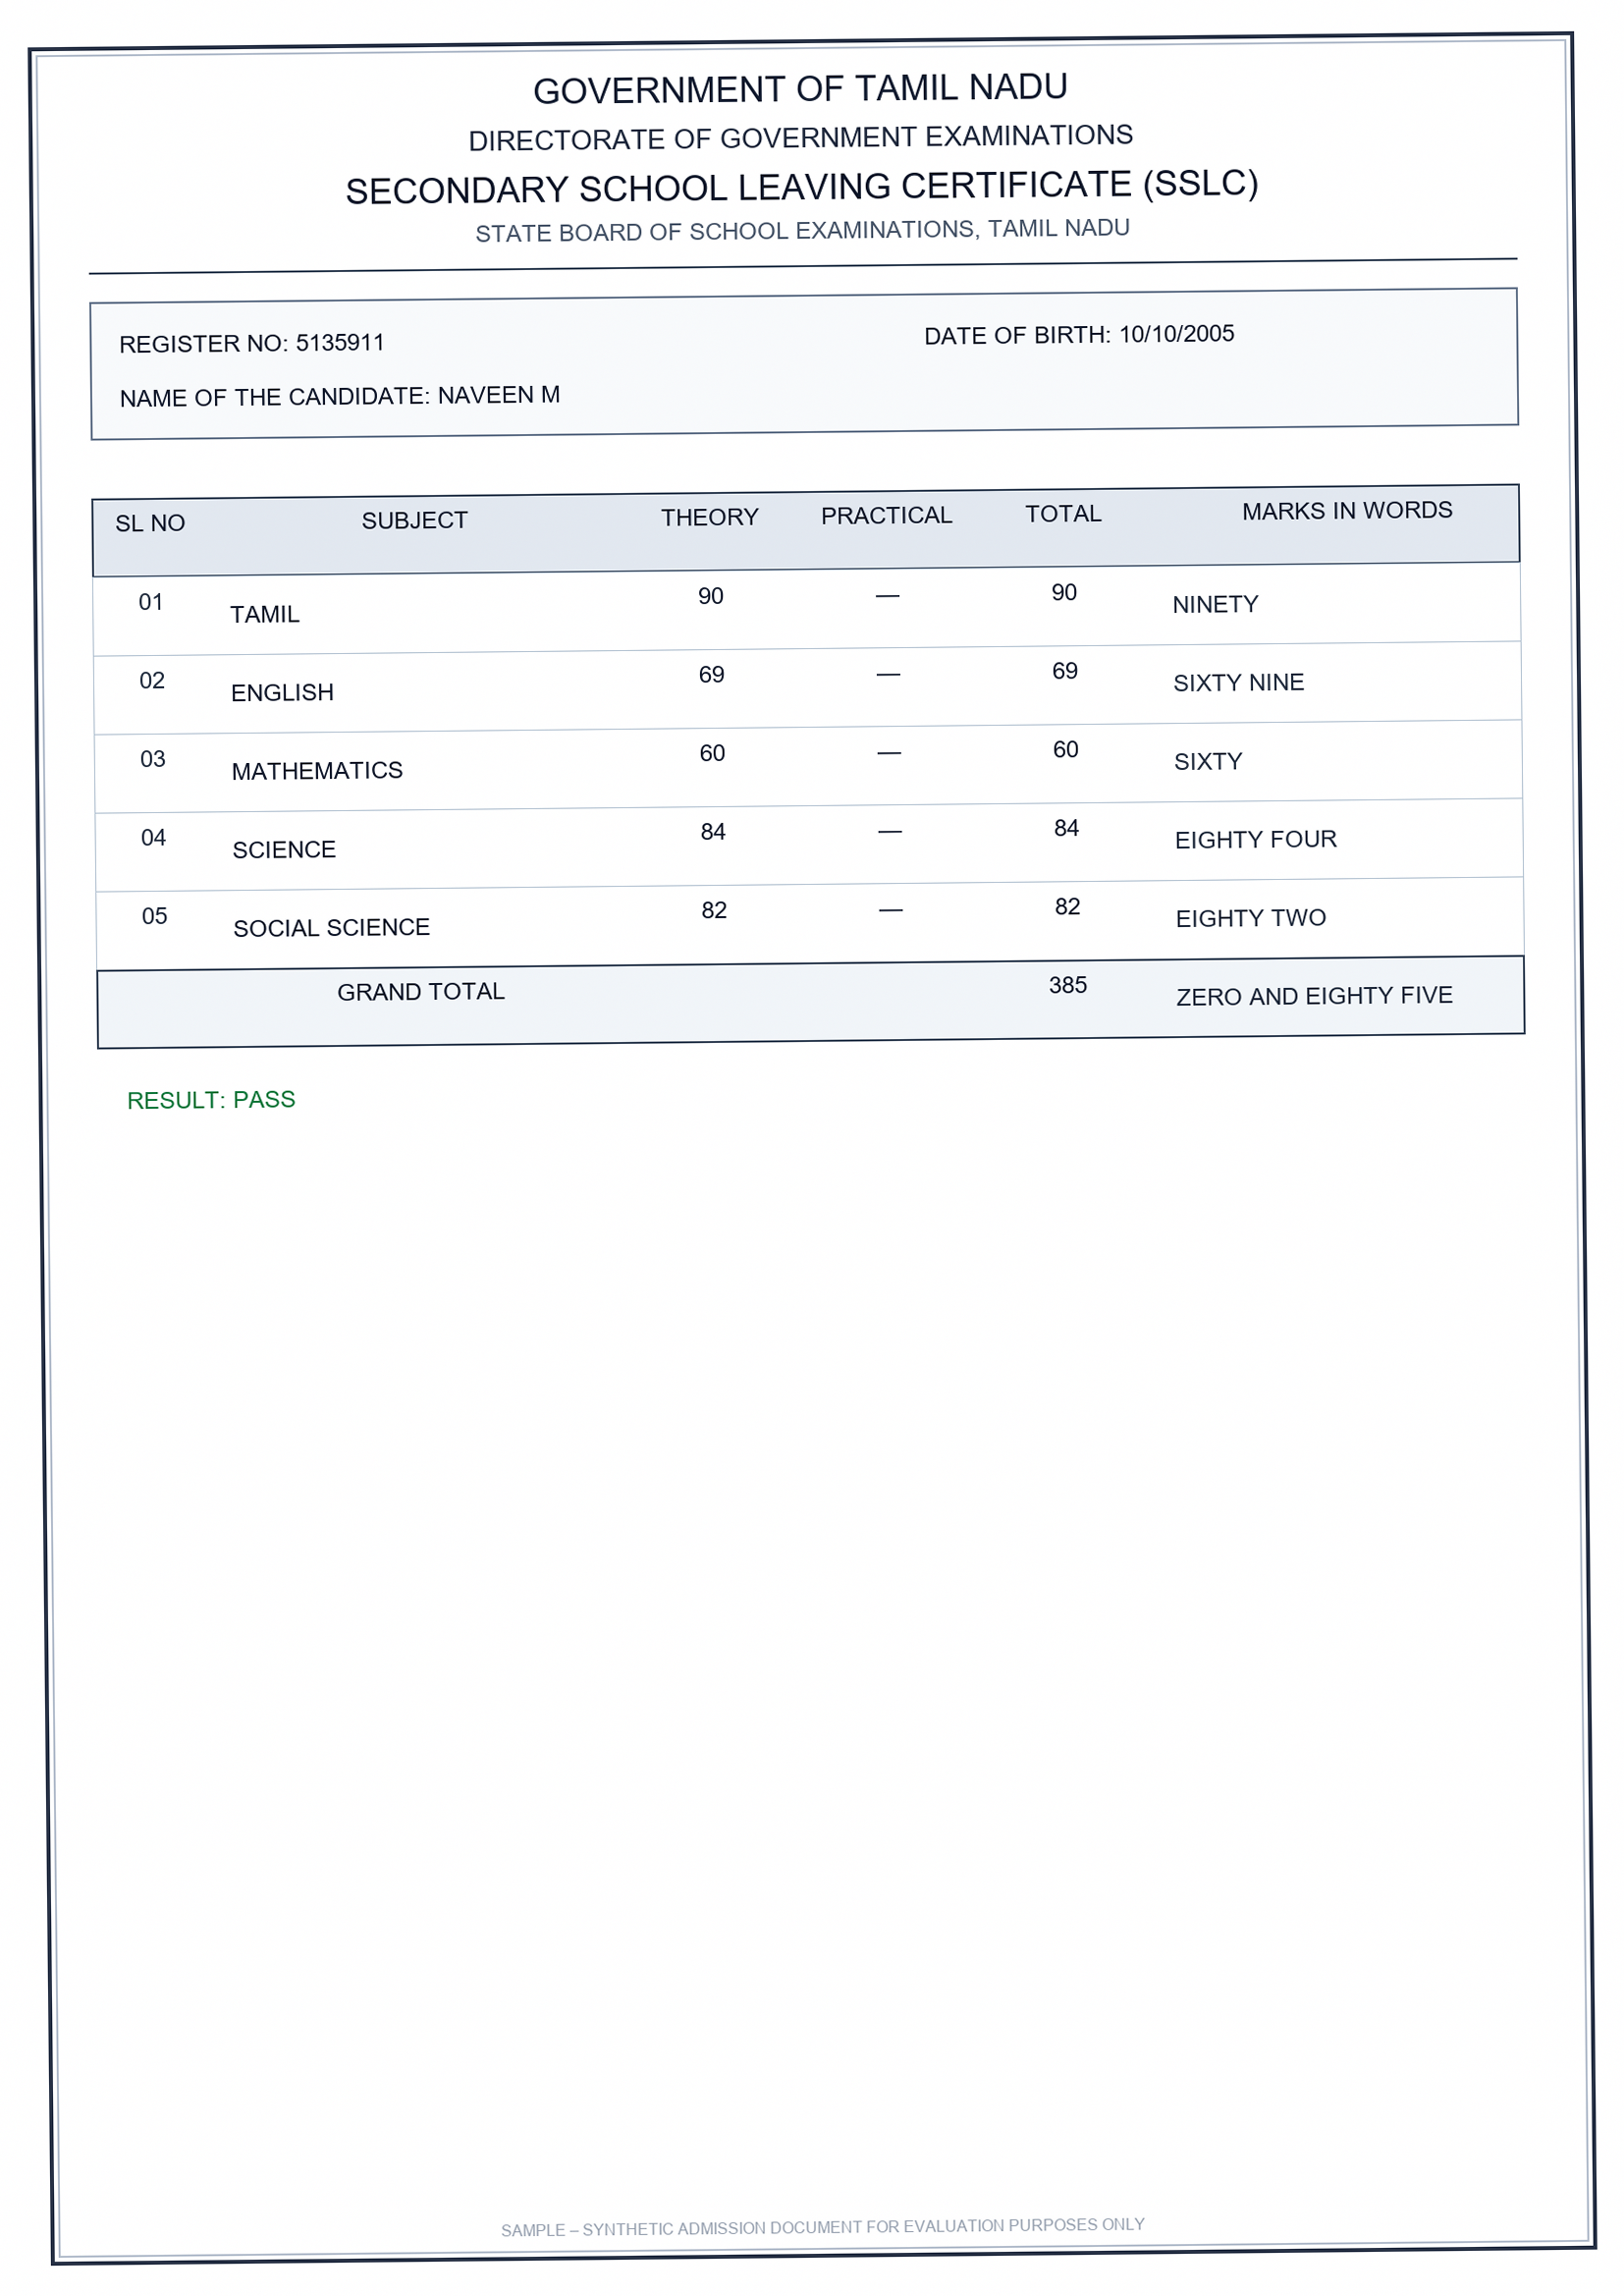 GOVERNMENT OF TAMIL NADU
DIRECTORATE OF GOVERNMENT EXAMINATIONS
SECONDARY SCHOOL LEAVING CERTIFICATE (SSLC)
STATE BOARD OF SCHOOL EXAMINATIONS, TAMIL NADU
REGISTER NO: 5135911 DATE OF BIRTH: 10/10/2005
NAME OF THE CANDIDATE: NAVEEN M
SL NO SUBJECT THEORY PRACTICAL TOTAL MARKS IN WORDS
01 TAMIL 90 — 90 NINETY
02 ENGLISH 69 — 69 SIXTY NINE
03 MATHEMATICS 60 — 60 SIXTY
04 SCIENCE 84 — 84 EIGHTY FOUR
05 SOCIAL SCIENCE 82 — 82 EIGHTY TWO
GRAND TOTAL 385 ZERO AND EIGHTY FIVE
RESULT: PASS
SAMPLE – SYNTHETIC ADMISSION DOCUMENT FOR EVALUATION PURPOSES ONLY